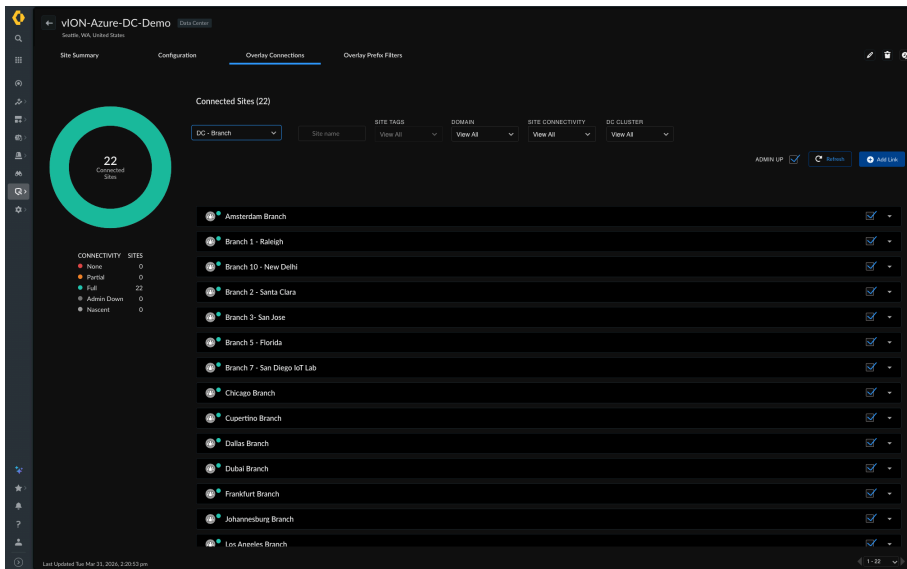 vION-Azure-DC-Demo Data Center
Seattle, WA, United States
Site Summary Configuration Overlay Connections Overlay Prefix Filters
Connected Sites (22)
SITE TAGS DOMAIN SITE CONNECTIVITY DC CLUSTER
DC - Branch Site name View All View All View All View All
22
Connected
Sites
ADMIN UP Refresh Add Link
CONNECTIVITY SITES
None 0
Partial 0
Full 22
Admin Down 0
Nascent 0
Amsterdam Branch
Branch 1 - Raleigh
Branch 10 - New Delhi
Branch 2 - Santa Clara
Branch 3- San Jose
Branch 5 - Florida
Branch 7 - San Diego IoT Lab
Chicago Branch
Cupertino Branch
Dallas Branch
Dubai Branch
Frankfurt Branch
Johannesburg Branch
Los Angeles Branch
Last Updated Tue Mar 31, 2026, 2:20:53 pm
1 - 22